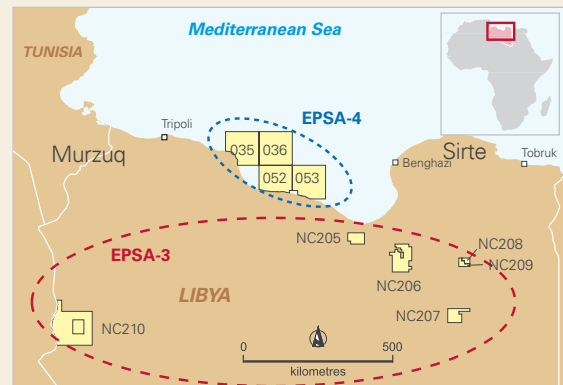 Mediterranean Sea
TUNISIA
EPSA-4
Tripoli
035
036
Murzuq
Sirte
Benghazi
Tobruk
052
053
NC205
NC208
EPSA-3
NC209
NC206
LIBYA
NC207
NC210
0
500
kilometres